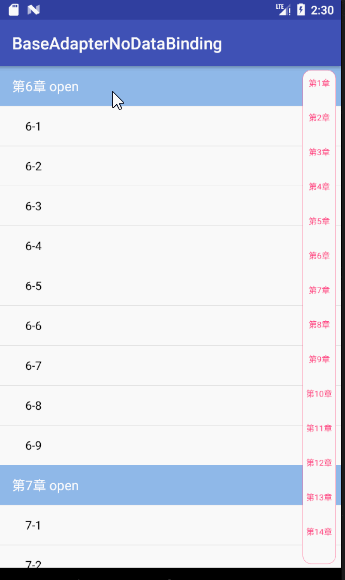 LTE 2:30
BaseAdapterNoDataBinding
第6章 open
6-1
6-2
6-3
6-4
6-5
6-6
6-7
6-8
6-9
第7章 open
7-1
7-2
第1章
第2章
第3章
第4章
第5章
第6章
第7章
第8章
第9章
第10章
第11章
第12章
第13章
第14章